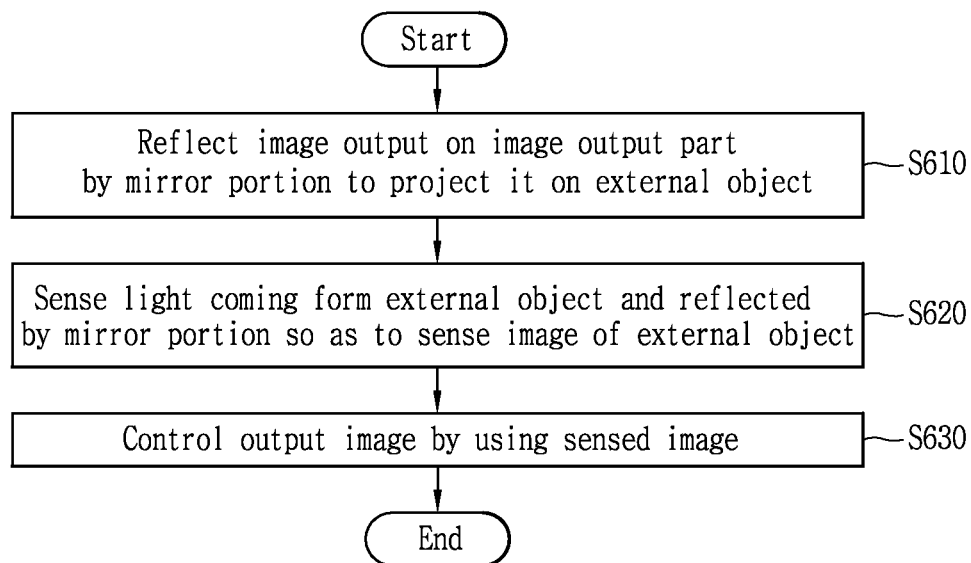 Start
Reflect image output on image output part
by mirror portion to project it on external object
S610
Sense light coming form external object and reflected
by mirror portion so as to sense image of external object
S620
Control output image by using sensed image
S630
End